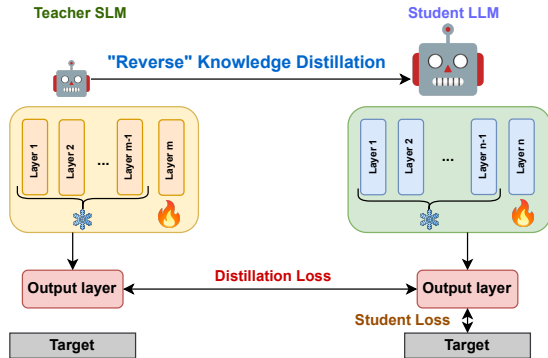 Teacher SLM
Student LLM
"Reverse" Knowledge Distillation
Layer 1
Layer 2
...
Layer m-1
Layer m
Layer 1
Layer 2
...
Layer n-1
Layer n
Output layer
Distillation Loss
Output layer
Student Loss
Target
Target